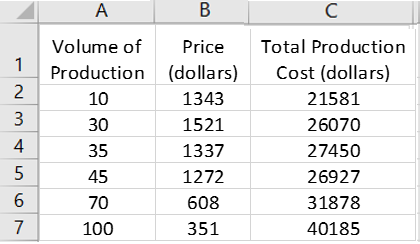 A B C
1 Volume of Production Price (dollars) Total Production Cost (dollars)
2 10 1343 21581
3 30 1521 26070
4 35 1337 27450
5 45 1272 26927
6 70 608 31878
7 100 351 40185